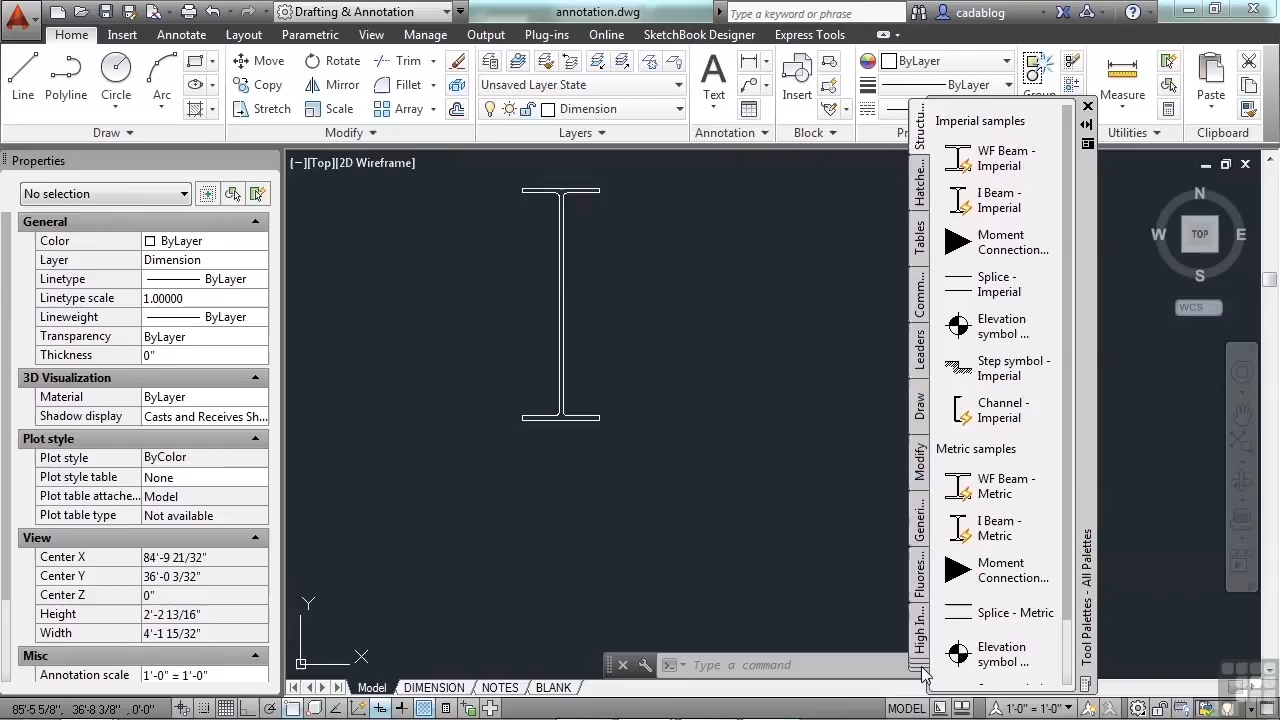 Drafting & Annotation
annotation.dwg
Type a keyword or phrase
cadablog
Home Insert Annotate Layout Parametric View Manage Output Plug-ins Online SketchBook Designer Express Tools
Line
Polyline
Circle
Arc
Move Rotate Trim
Copy Mirror Fillet
Stretch Scale Array
Unsaved Layer State
Dimension
Text
Insert
ByLayer
ByLayer
Group
Measure
Paste
Draw Modify Layers Annotation Block Utilities Clipboard
Properties
No selection
General
Color ByLayer
Layer Dimension
Linetype ByLayer
Linetype scale 1.00000
Lineweight ByLayer
Transparency ByLayer
Thickness 0"
3D Visualization
Material ByLayer
Shadow display Casts and Receives Sh...
Plot style
Plot style ByColor
Plot style table None
Plot table attache... Model
Plot table type Not available
View
Center X 84'-9 21/32"
Center Y 36'-0 3/32"
Center Z 0"
Height 2'-2 13/16"
Width 4'-1 15/32"
Misc
Annotation scale 1'-0" = 1'-0"
[−][Top][2D Wireframe]
Y
X
N
W TOP E
S
WCS
Structu...
Hatche...
Tables
Comm...
Leaders
Draw
Modify
Generi...
Fluores...
High In...
Imperial samples
WF Beam -
Imperial
I Beam -
Imperial
Moment
Connection...
Splice -
Imperial
Elevation
symbol ...
Step symbol -
Imperial
Channel -
Imperial
Metric samples
WF Beam -
Metric
I Beam -
Metric
Moment
Connection...
Splice - Metric
Elevation
symbol ...
Tool Palettes - All Palettes
Type a command
Model DIMENSION NOTES BLANK
85'-5 5/8", 36'-8 3/8", 0'-0"
MODEL
1'-0" = 1'-0"